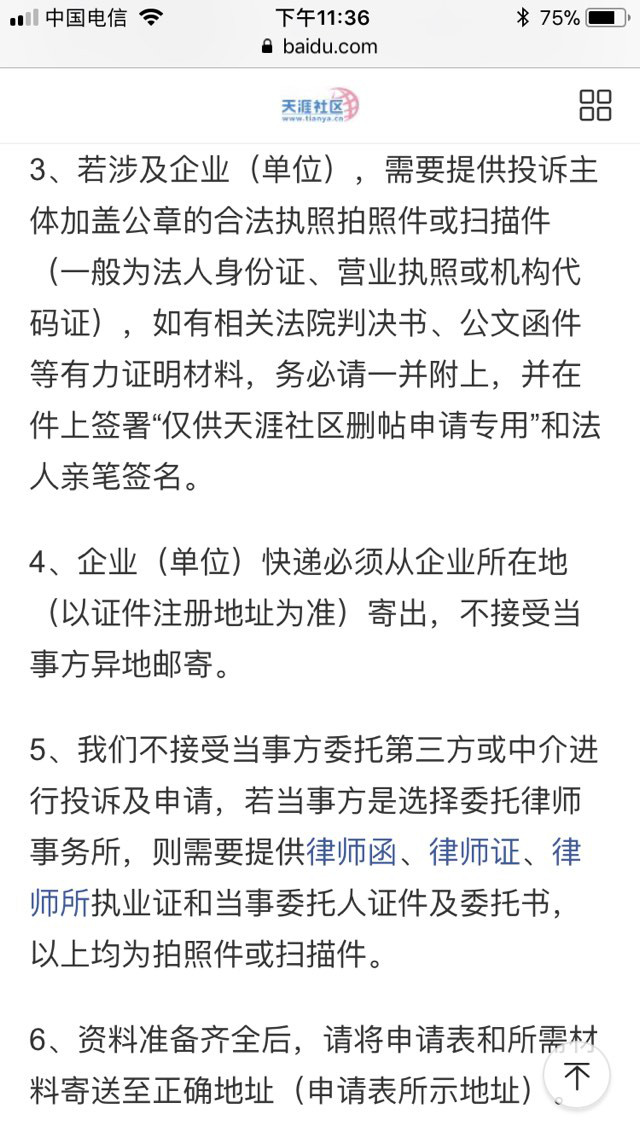 中国电信 下午11:36 75%
baidu.com
天涯社区
www.tianya.cn
3、若涉及企业（单位），需要提供投诉主
体加盖公章的合法执照拍照件或扫描件
（一般为法人身份证、营业执照或机构代
码证），如有相关法院判决书、公文函件
等有力证明材料，务必请一并附上，并在
件上签署“仅供天涯社区删帖申请专用”和法
人亲笔签名。
4、企业（单位）快递必须从企业所在地
（以证件注册地址为准）寄出，不接受当
事方异地邮寄。
5、我们不接受当事方委托第三方或中介进
行投诉及申请，若当事方是选择委托律师
事务所，则需要提供律师函、律师证、律
师所执业证和当事委托人证件及委托书，
以上均为拍照件或扫描件。
6、资料准备齐全后，请将申请表和所需材
料寄送至正确地址（申请表所示地址）。